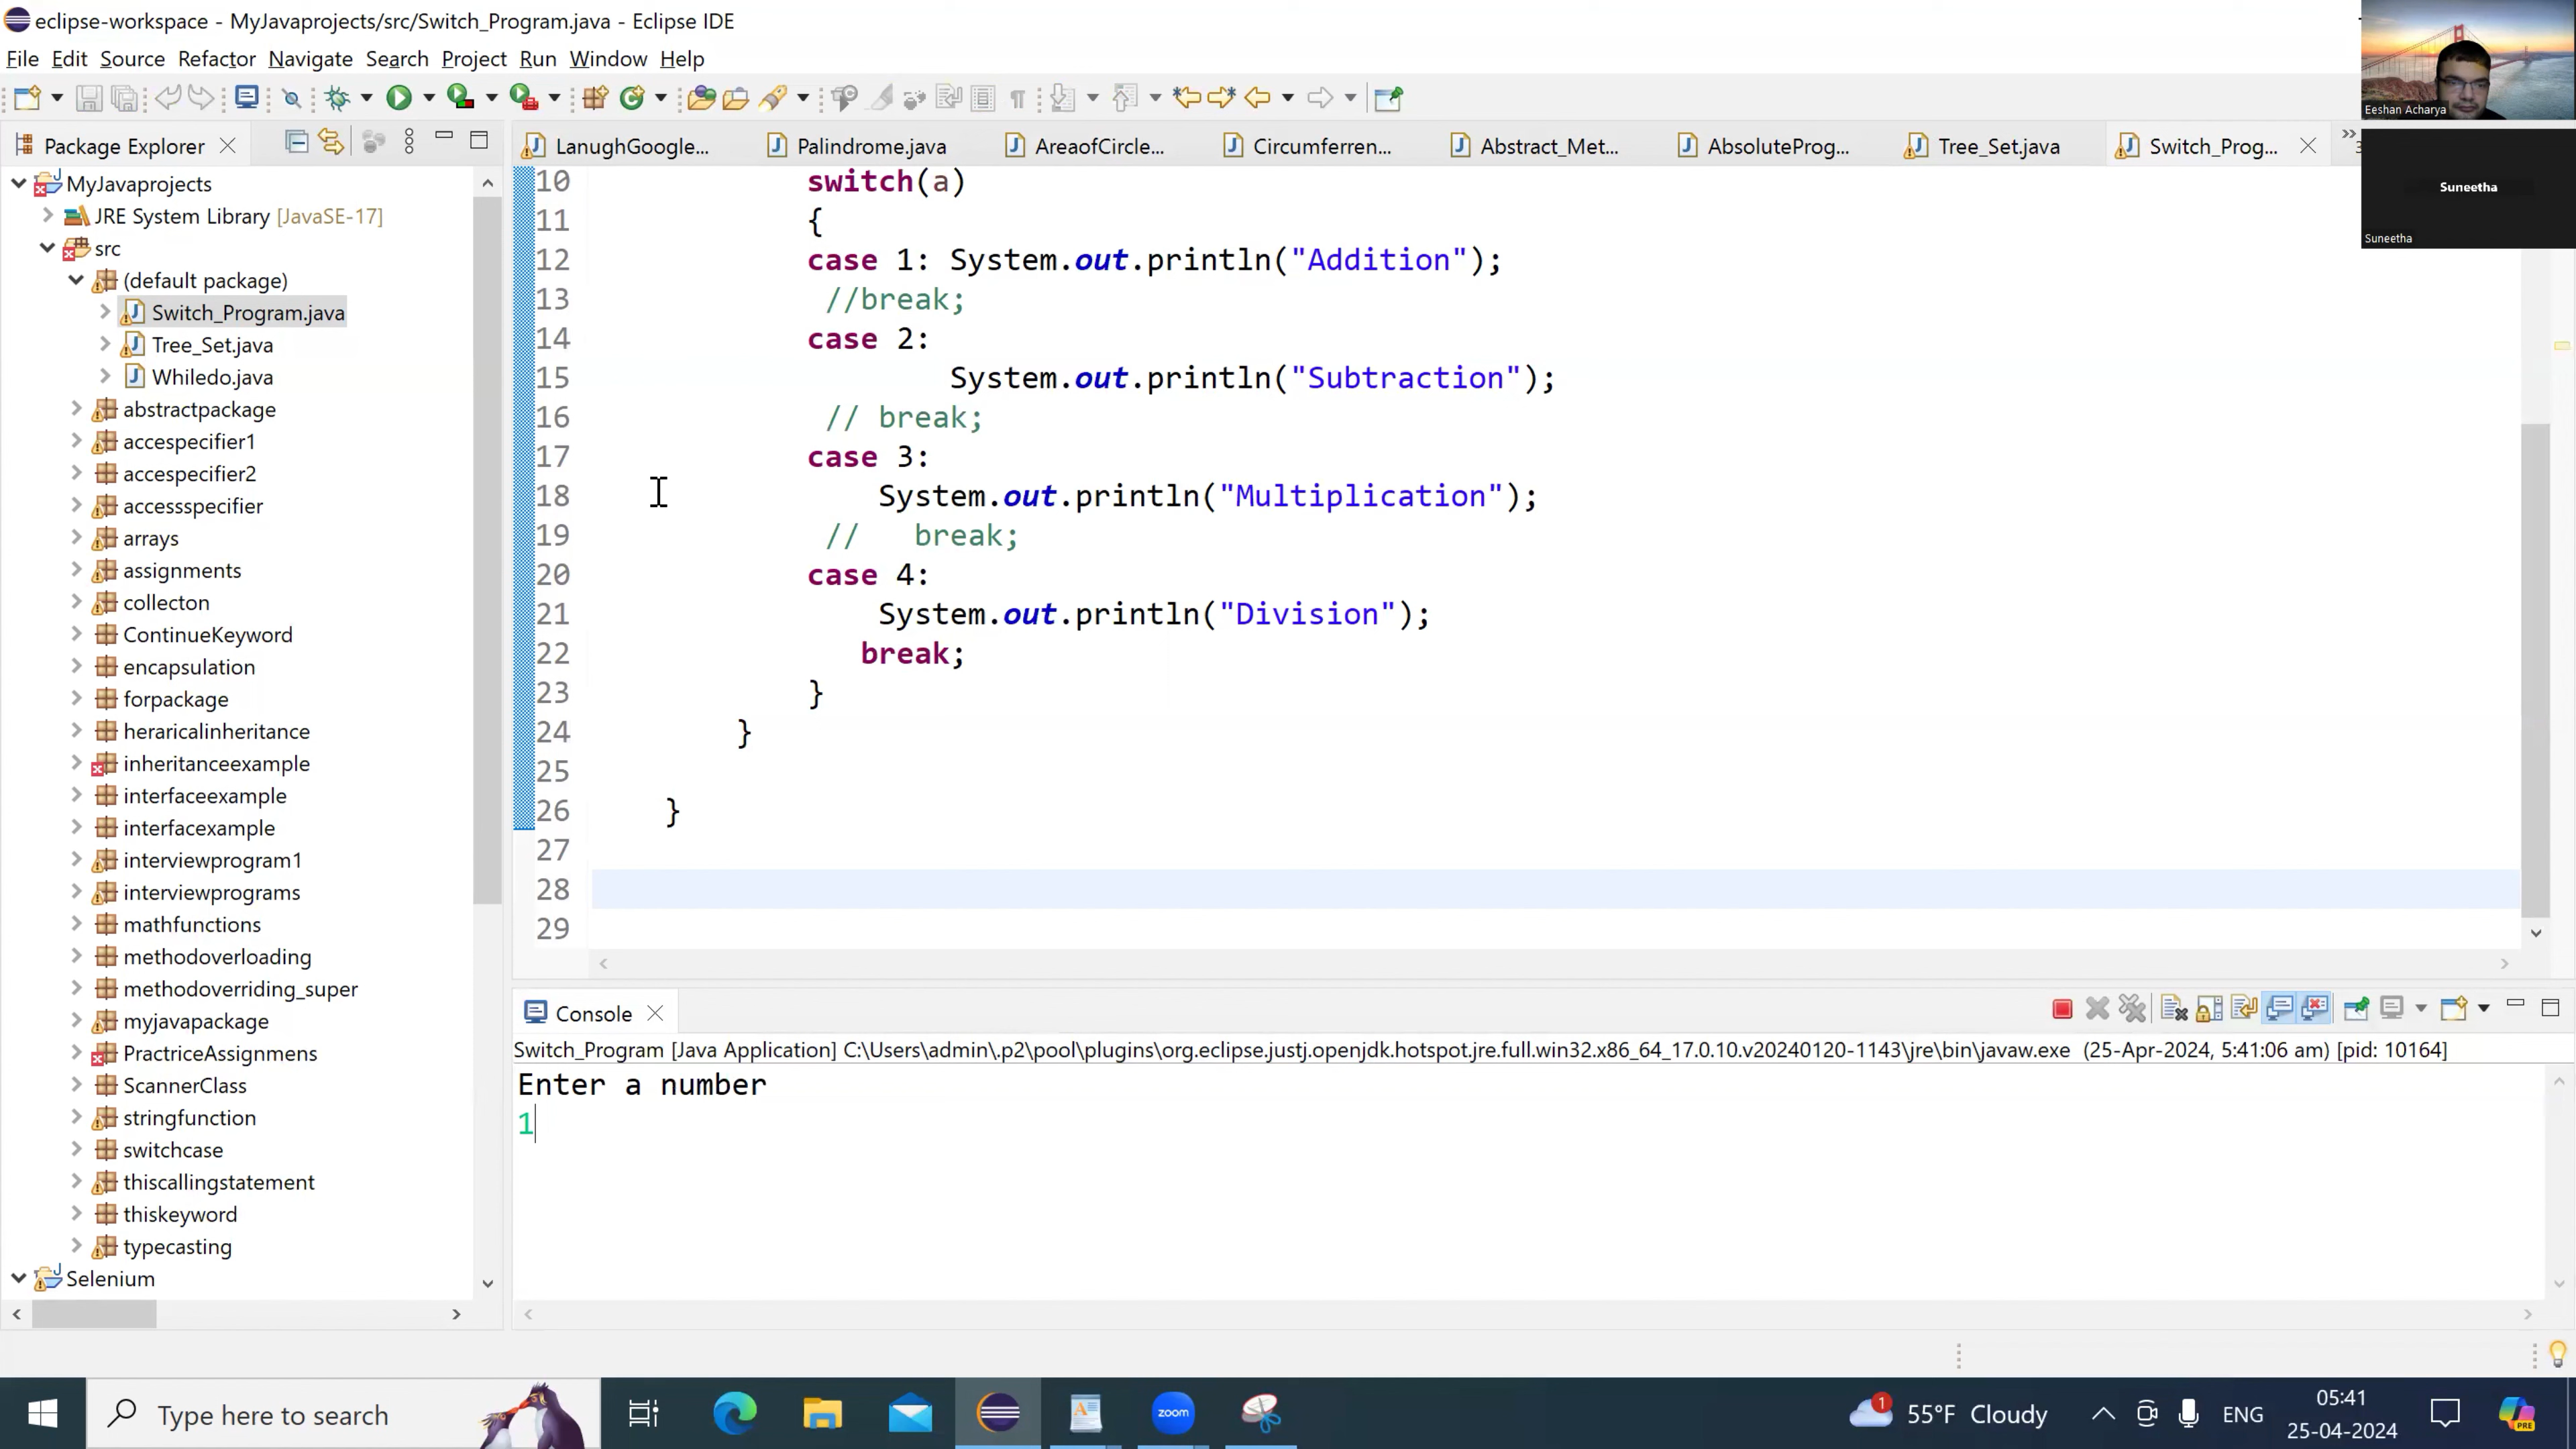 eclipse-workspace - MyJavaprojects/src/Switch_Program.java - Eclipse IDE
File Edit Source Refactor Navigate Search Project Run Window Help
Eeshan Acharya
Suneetha
Suneetha
Package Explorer
LanughGoogle...
Palindrome.java
AreaofCircle...
Circumferren...
Abstract_Met...
AbsoluteProg...
Tree_Set.java
Switch_Prog...
MyJavaprojects
JRE System Library [JavaSE-17]
src
(default package)
Switch_Program.java
Tree_Set.java
Whiledo.java
abstractpackage
accespecifier1
accespecifier2
accessspecifier
arrays
assignments
collecton
ContinueKeyword
encapsulation
forpackage
heraricalinheritance
inheritanceexample
interfaceexample
interfacexample
interviewprogram1
interviewprograms
mathfunctions
methodoverloading
methodoverriding_super
myjavapackage
PractriceAssignmens
ScannerClass
stringfunction
switchcase
thiscallingstatement
thiskeyword
typecasting
Selenium
10 switch(a)
11 {
12 case 1: System.out.println("Addition");
13 //break;
14 case 2:
15 System.out.println("Subtraction");
16 // break;
17 case 3:
18 System.out.println("Multiplication");
19 //   break;
20 case 4:
21 System.out.println("Division");
22 break;
23 }
24 }
25
26 }
27
28
29
Console
Switch_Program [Java Application] C:\Users\admin\.p2\pool\plugins\org.eclipse.justj.openjdk.hotspot.jre.full.win32.x86_64_17.0.10.v20240120-1143\jre\bin\javaw.exe (25-Apr-2024, 5:41:06 am) [pid: 10164]
Enter a number
1
Type here to search
zoom
1
55°F Cloudy
ENG
05:41
25-04-2024
PRE